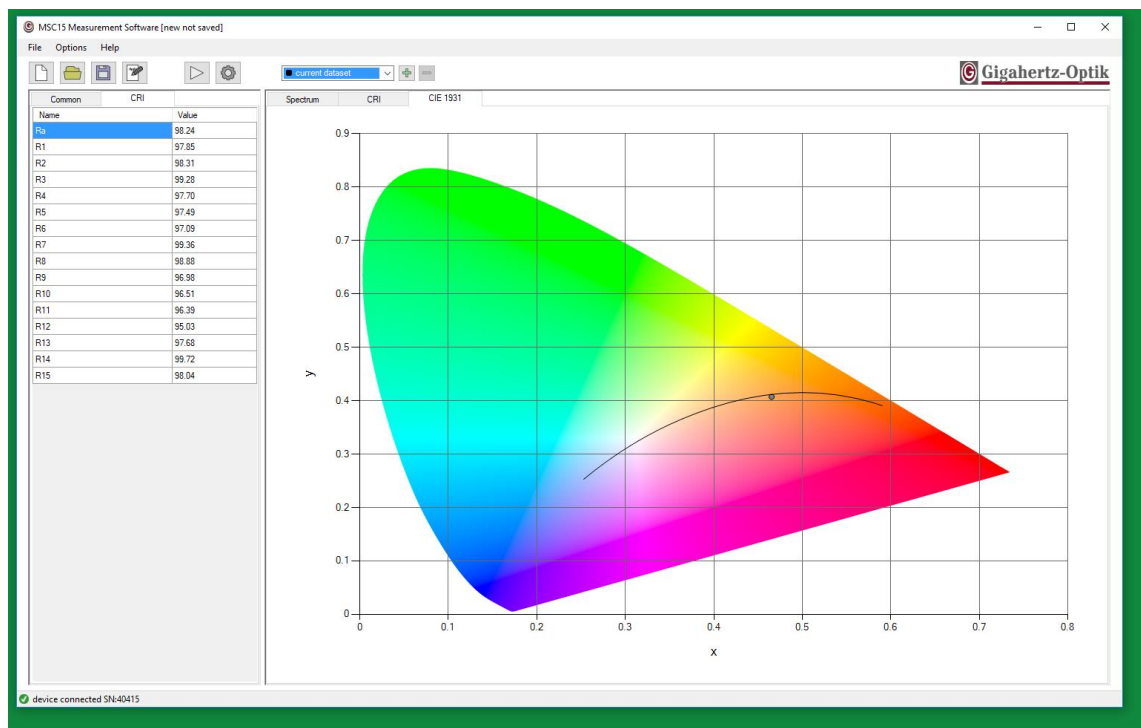 MSC15 Measurement Software [new not saved]
File Options Help
current dataset
Gigahertz-Optik
Common CRI
Name Value
Ra 98.24
R1 97.85
R2 98.31
R3 99.28
R4 97.70
R5 97.49
R6 97.09
R7 99.36
R8 98.88
R9 96.98
R10 96.51
R11 96.39
R12 95.03
R13 97.68
R14 99.72
R15 98.04
Spectrum CRI CIE 1931
0.9
0.8
0.7
0.6
0.5
y
0.4
0.3
0.2
0.1
0
0 0.1 0.2 0.3 0.4 0.5 0.6 0.7 0.8
x
device connected SN:40415